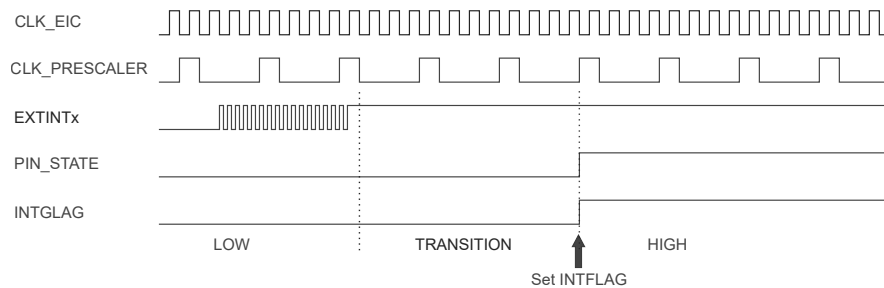 CLK_EIC
CLK_PRESCALER
EXTINTx
PIN_STATE
INTGLAG
LOW TRANSITION HIGH
Set INTFLAG